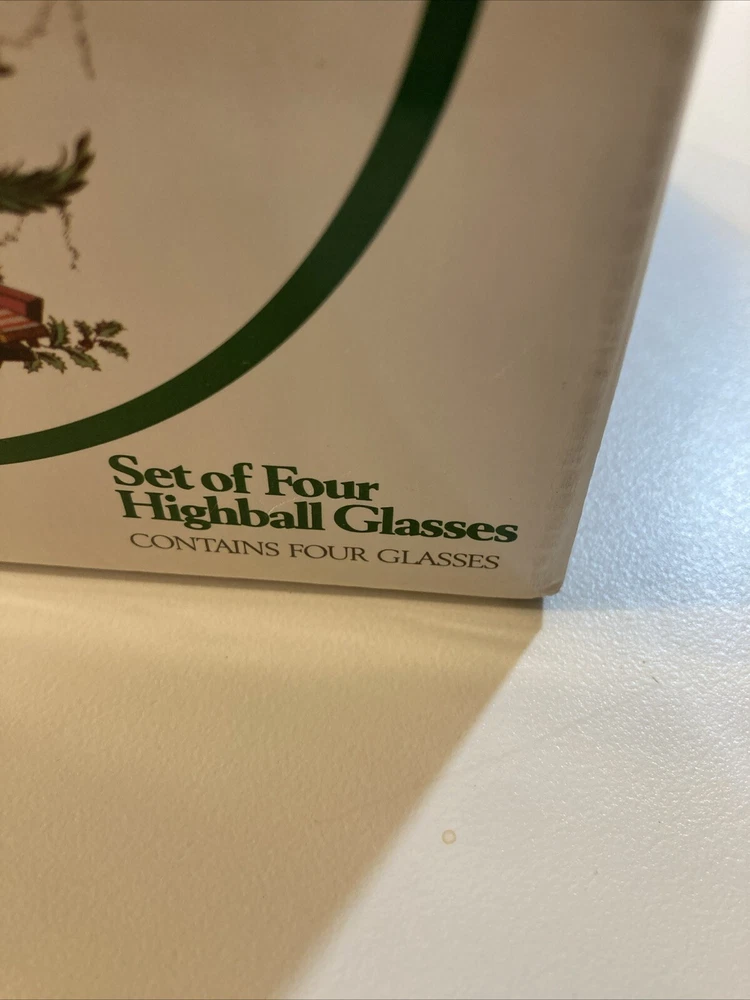 Set of Four
Highball Glasses
CONTAINS FOUR GLASSES